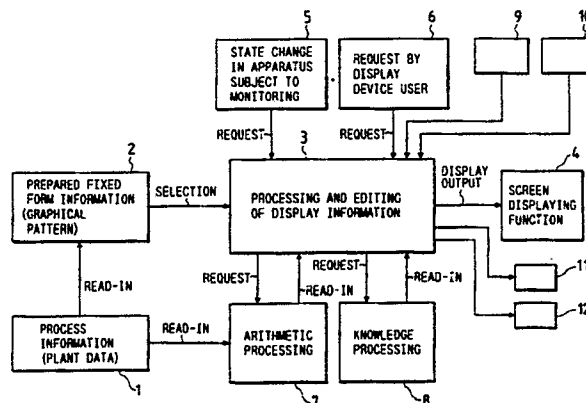 5
6
9
10
STATE CHANGE
IN APPARATUS
SUBJECT TO
MONITORING
REQUEST BY
DISPLAY
DEVICE USER
2
REQUEST
3
REQUEST
4
PREPARED FIXED
FORM INFORMATION
(GRAPHICAL
PATTERN)
SELECTION
PROCESSING AND EDITING
OF DISPLAY INFORMATION
DISPLAY
OUTPUT
SCREEN
DISPLAYING
FUNCTION
READ-IN
REQUEST
READ-IN
REQUEST
READ-IN
11
12
PROCESS
INFORMATION
(PLANT DATA)
READ-IN
ARITHMETIC
PROCESSING
KNOWLEDGE
PROCESSING
1
7
8